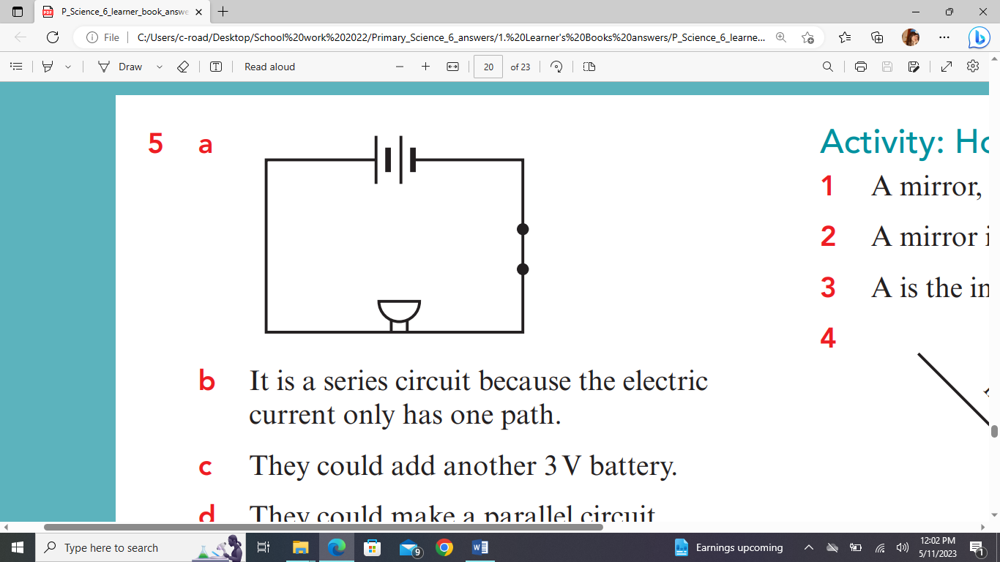 P_Science_6_learner_book_answe
File
C:/Users/c-road/Desktop/School%20work%202022/Primary_Science_6_answers/1.%20Learner's%20Books%20answers/P_Science_6_learne...
Draw
Read aloud
20
of 23
5 a
b It is a series circuit because the electric
current only has one path.
c They could add another 3 V battery.
d They could make a parallel circuit
Activity: Ho
1 A mirror,
2 A mirror i
3 A is the in
4
Type here to search
9
Earnings upcoming
12:02 PM
5/11/2023
1